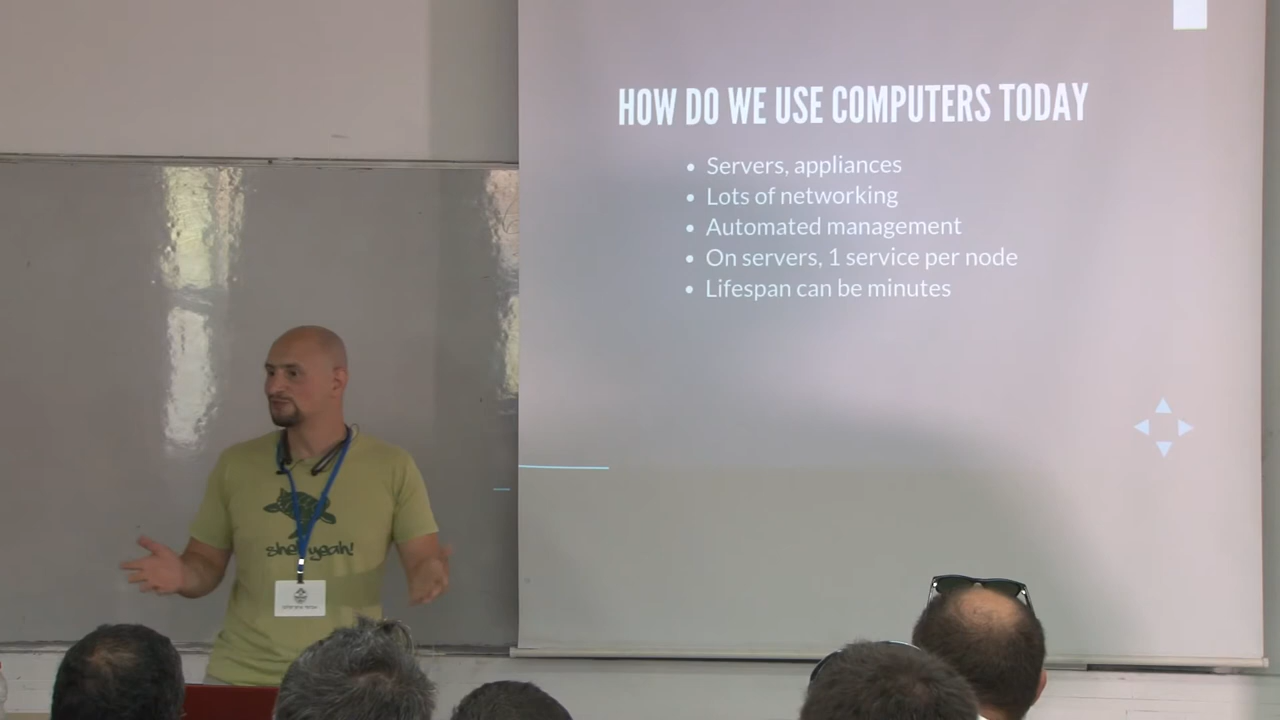 HOW DO WE USE COMPUTERS TODAY
Servers, appliances
Lots of networking
Automated management
On servers, 1 service per node
Lifespan can be minutes
shell yeah!